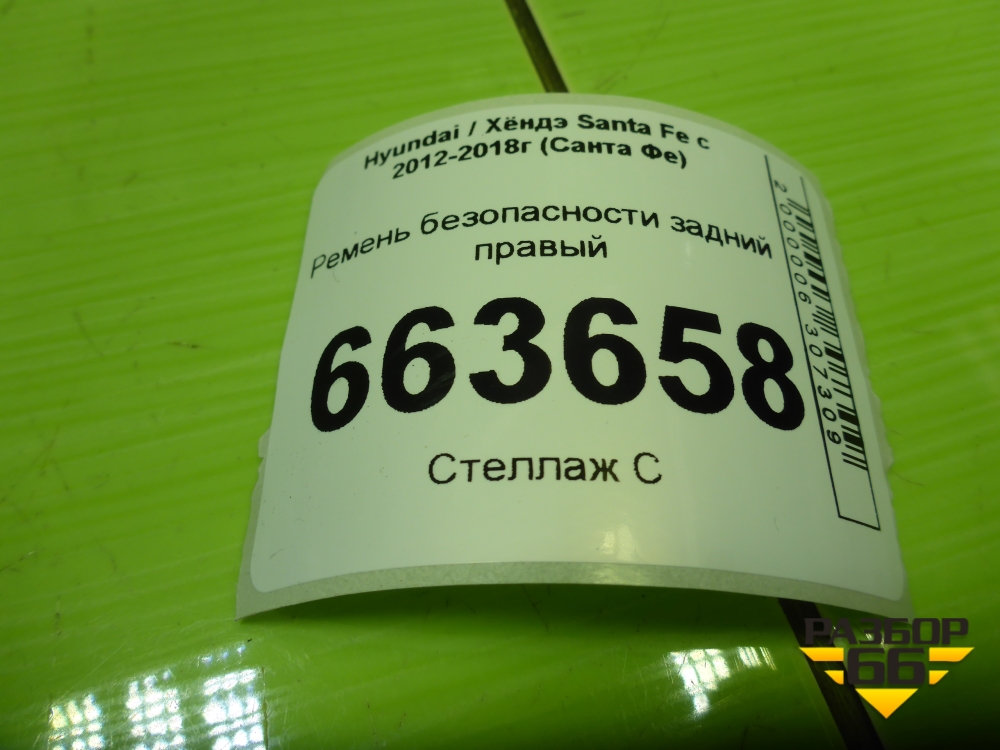 Hyundai / Хёндэ Santa Fe с
2012-2018г (Санта Фе)
Ремень безопасности задний
правый
663658
Стеллаж С
2000006307309
РАЗБОР
66